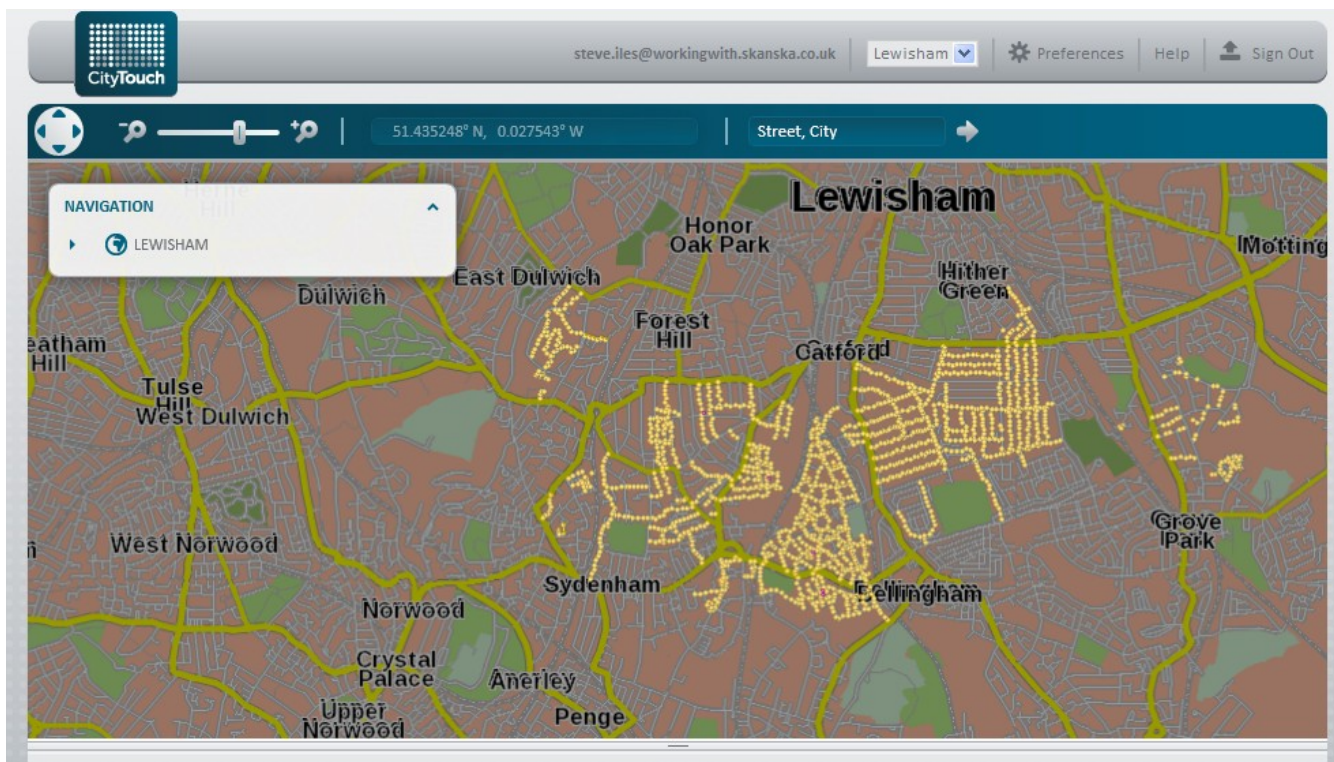 CityTouch
steve.iles@workingwith.skanska.co.uk
Lewisham
Preferences
Help
Sign Out
51.435248° N, 0.027543° W
Street, City
NAVIGATION
LEWISHAM
Herne
Hill
Lewisham
Honor
Oak Park
Motting
East Dulwich
Hither
Green
Dulwich
Forest
Hill
eatham
Hill
Catford
Tulse
Hill
West Dulwich
Grove
Park
West Norwood
Sydenham
Bellingham
Norwood
Crystal
Palace
Anerley
Upper
Norwood
Penge